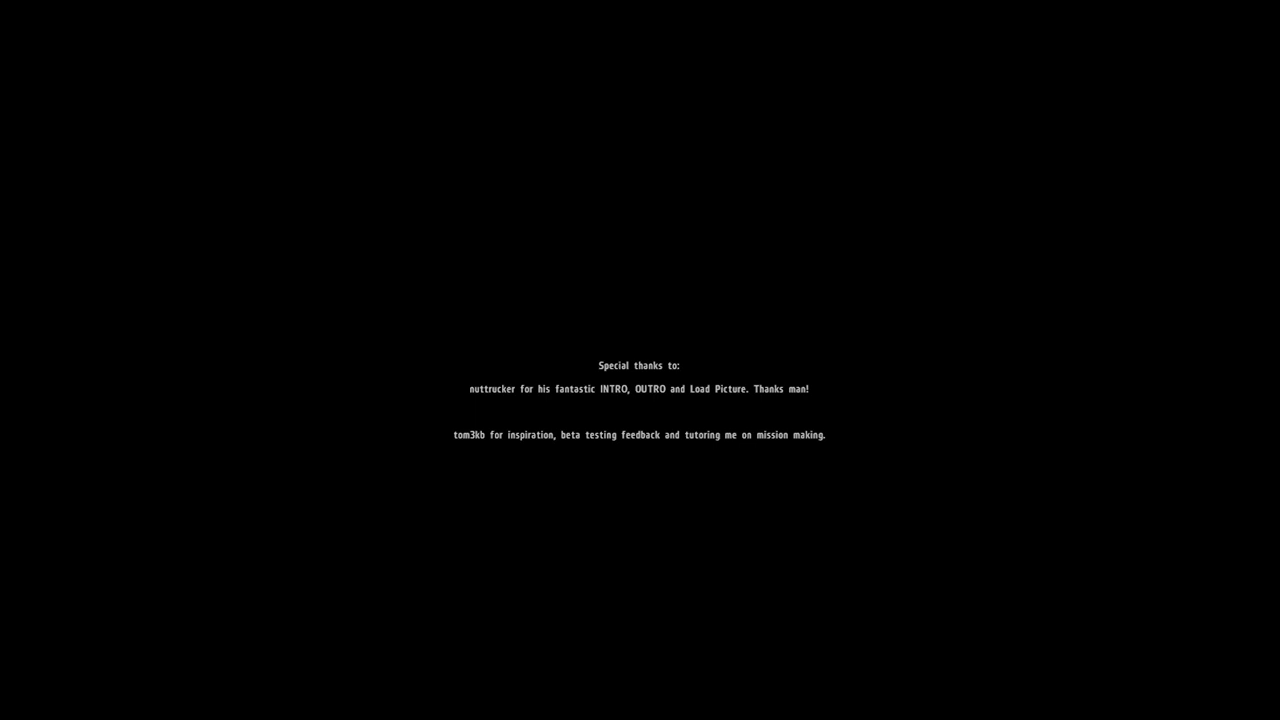 Special thanks to:
nuttrucker for his fantastic INTRO, OUTRO and Load Picture. Thanks man!
tom3kb for inspiration, beta testing feedback and tutoring me on mission making.